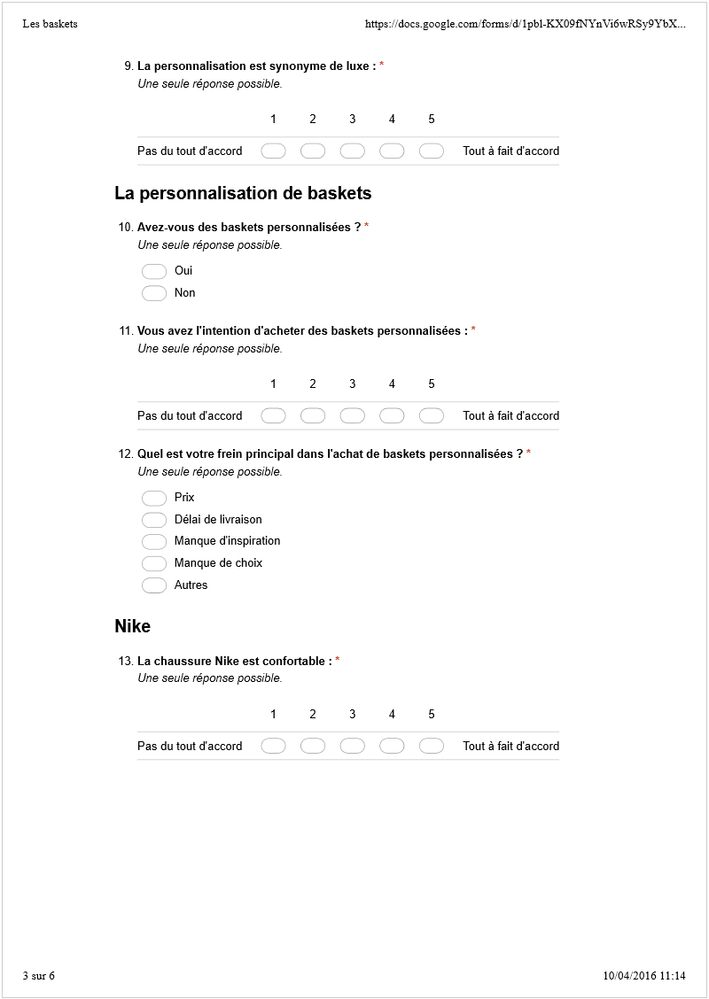 Les baskets https://docs.google.com/forms/d/1pbl-KX09fNYnVi6wRSy9YbX...
9. La personnalisation est synonyme de luxe : *
Une seule réponse possible.
1 2 3 4 5
Pas du tout d'accord Tout à fait d'accord
La personnalisation de baskets
10. Avez-vous des baskets personnalisées ? *
Une seule réponse possible.
Oui
Non
11. Vous avez l'intention d'acheter des baskets personnalisées : *
Une seule réponse possible.
1 2 3 4 5
Pas du tout d'accord Tout à fait d'accord
12. Quel est votre frein principal dans l'achat de baskets personnalisées ? *
Une seule réponse possible.
Prix
Délai de livraison
Manque d'inspiration
Manque de choix
Autres
Nike
13. La chaussure Nike est confortable : *
Une seule réponse possible.
1 2 3 4 5
Pas du tout d'accord Tout à fait d'accord
3 sur 6 10/04/2016 11:14